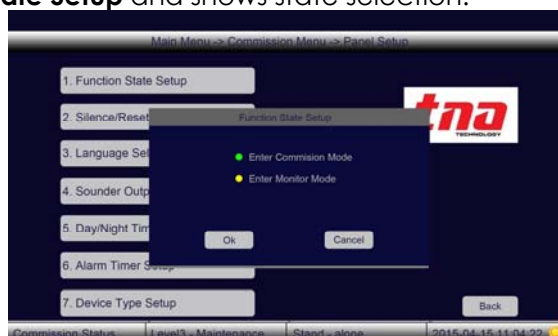 Setup and shows state selection.
Main Menu -> Commission Menu -> Panel Setup
1. Function State Setup
2. Silence/Reset
tna
TECHNOLOGY
Function State Setup
3. Language Sel
Enter Commision Mode
Enter Monitor Mode
4. Sounder Outp
5. Day/Night Tim
Ok
Cancel
6. Alarm Timer Setup
7. Device Type Setup
Back
Commission Status
Level3 - Maintenance
Stand - alone
2015-04-15 11:04:22